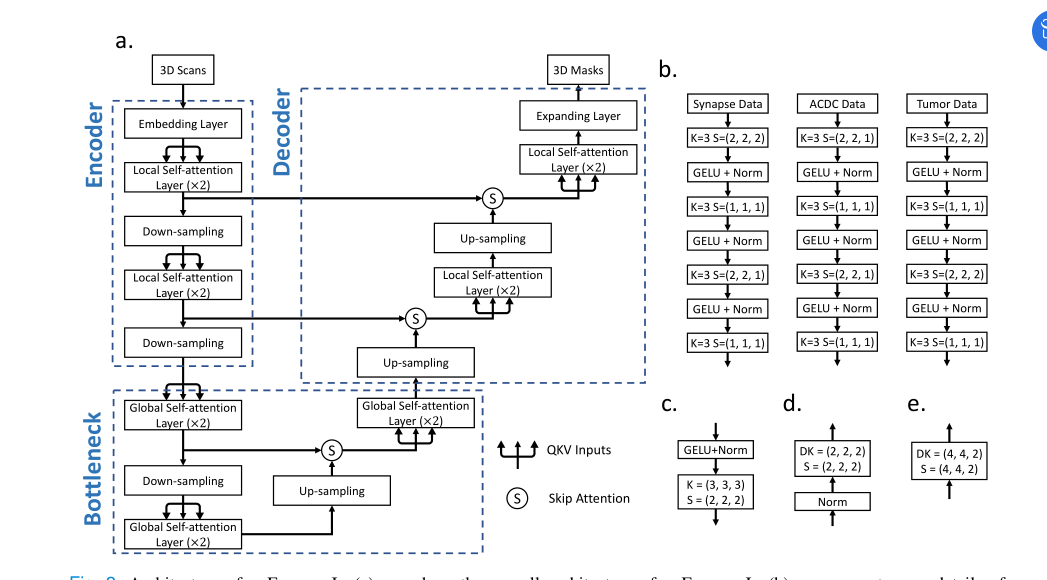 a.
3D Scans
Encoder
Embedding Layer
Local Self-attention
Layer (×2)
Down-sampling
Local Self-attention
Layer (×2)
Down-sampling
Bottleneck
Global Self-attention
Layer (×2)
Down-sampling
Global Self-attention
Layer (×2)
S
Up-sampling
Global Self-attention
Layer (×2)
Decoder
3D Masks
Expanding Layer
Local Self-attention
Layer (×2)
S
Up-sampling
Local Self-attention
Layer (×2)
S
Up-sampling
QKV Inputs
S
Skip Attention
b.
Synapse Data
K=3 S=(2, 2, 2)
GELU + Norm
K=3 S=(1, 1, 1)
GELU + Norm
K=3 S=(2, 2, 1)
GELU + Norm
K=3 S=(1, 1, 1)
ACDC Data
K=3 S=(2, 2, 1)
GELU + Norm
K=3 S=(1, 1, 1)
GELU + Norm
K=3 S=(2, 2, 1)
GELU + Norm
K=3 S=(1, 1, 1)
Tumor Data
K=3 S=(2, 2, 2)
GELU + Norm
K=3 S=(1, 1, 1)
GELU + Norm
K=3 S=(2, 2, 2)
GELU + Norm
K=3 S=(1, 1, 1)
c.
GELU+Norm
K = (3, 3, 3)
S = (2, 2, 2)
d.
DK = (2, 2, 2)
S = (2, 2, 2)
Norm
e.
DK = (4, 4, 2)
S = (4, 4, 2)